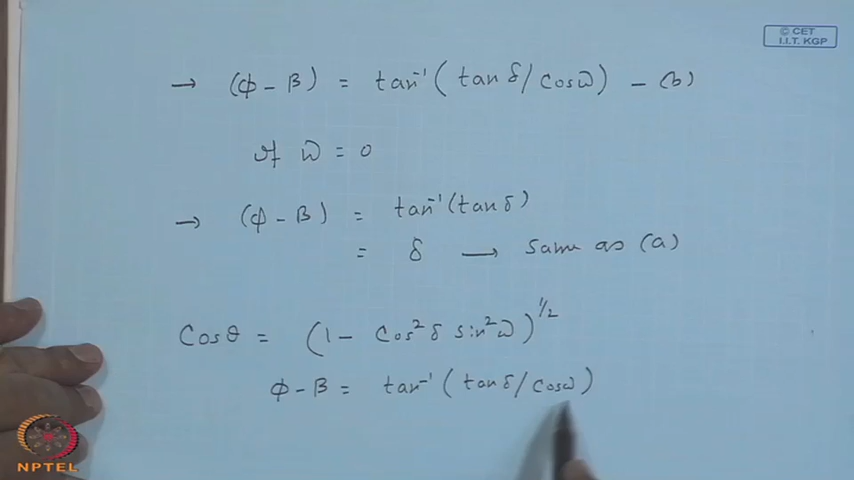 © CET
I.I.T. KGP
→ (φ - β) = tan⁻¹(tan δ/cos ω) - (b)
if ω = 0
→ (φ - β) = tan⁻¹(tan δ)
= δ → same as (a)
Cosθ = (1 - Cos² δ sin² ω)^1/2
φ - β = tan⁻¹(tan δ/cos ω)
NPTEL